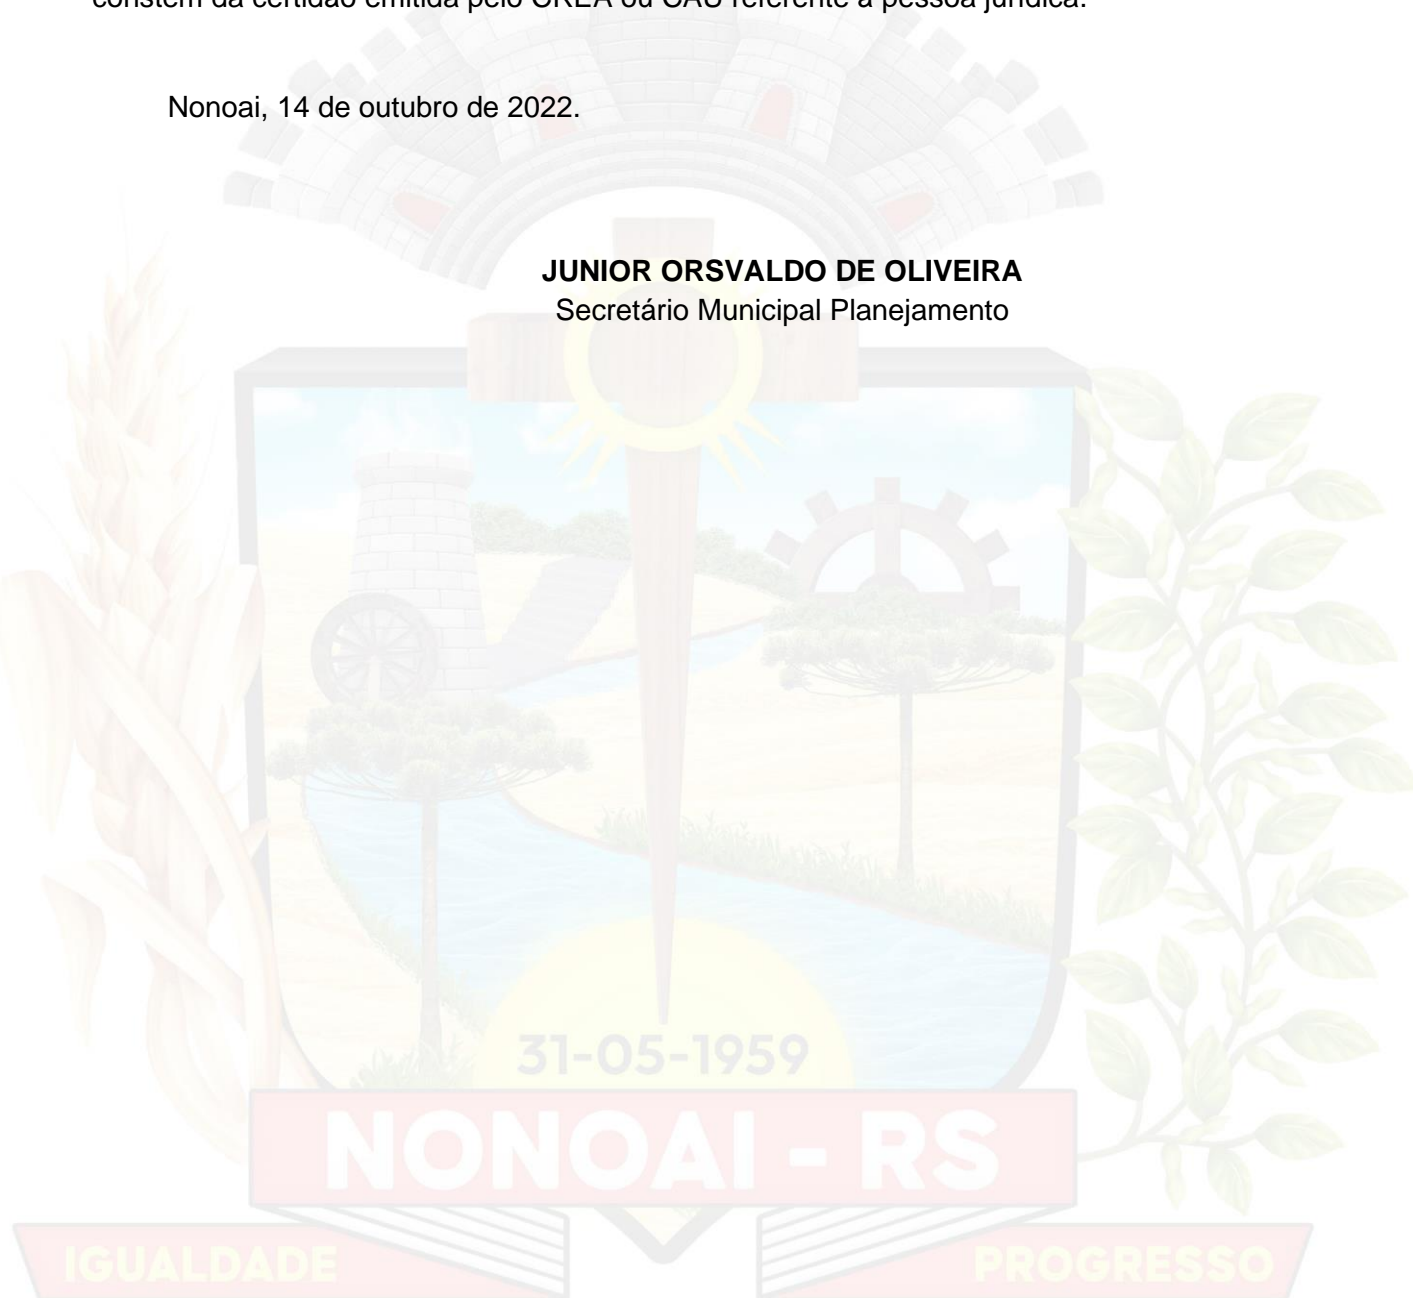 constem da certidão emitida pelo CREA ou CAU referente a pessoa jurídica.
Nonoai, 14 de outubro de 2022.
JUNIOR ORSVALDO DE OLIVEIRA
Secretário Municipal Planejamento
31-05-1959
NONOAI - RS
IGUALDADE
PROGRESSO